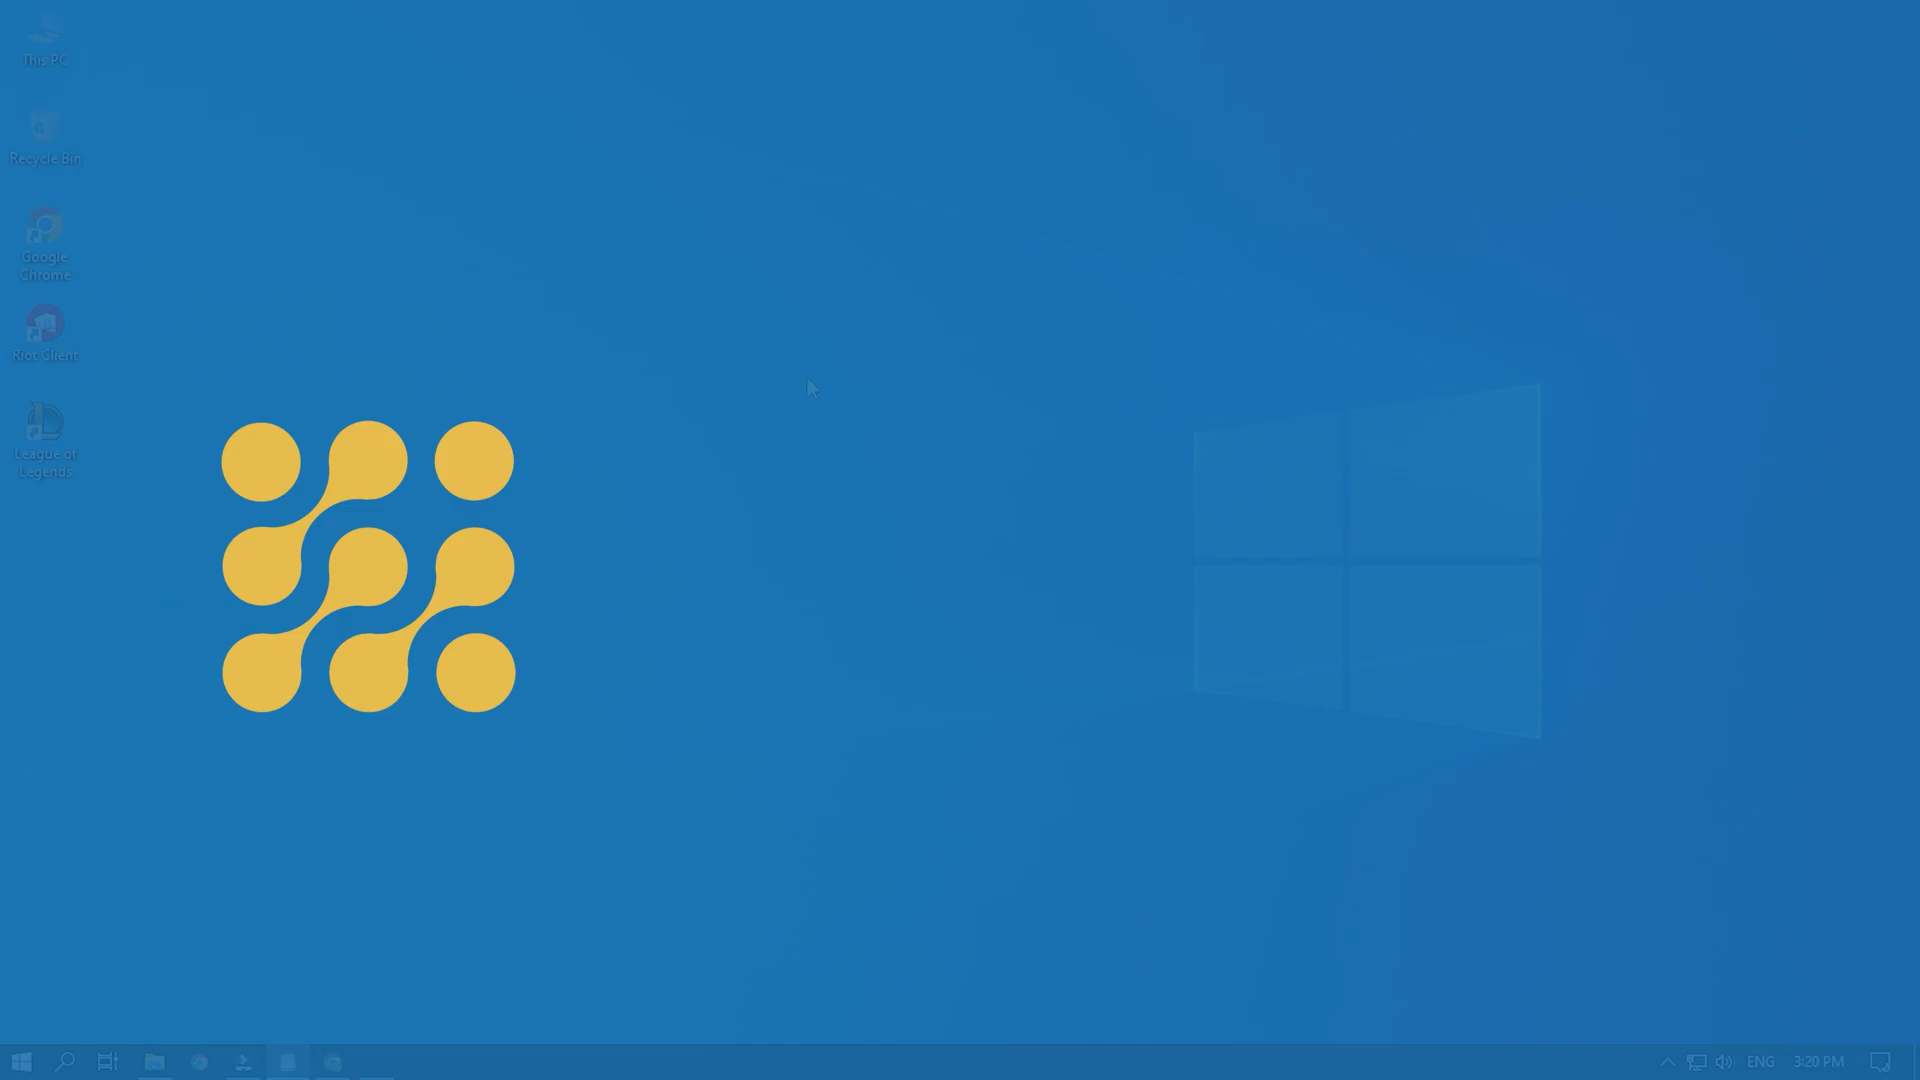 This PC
Recycle Bin
Google
Chrome
Riot Client
League of
Legends
ENG
3:20 PM